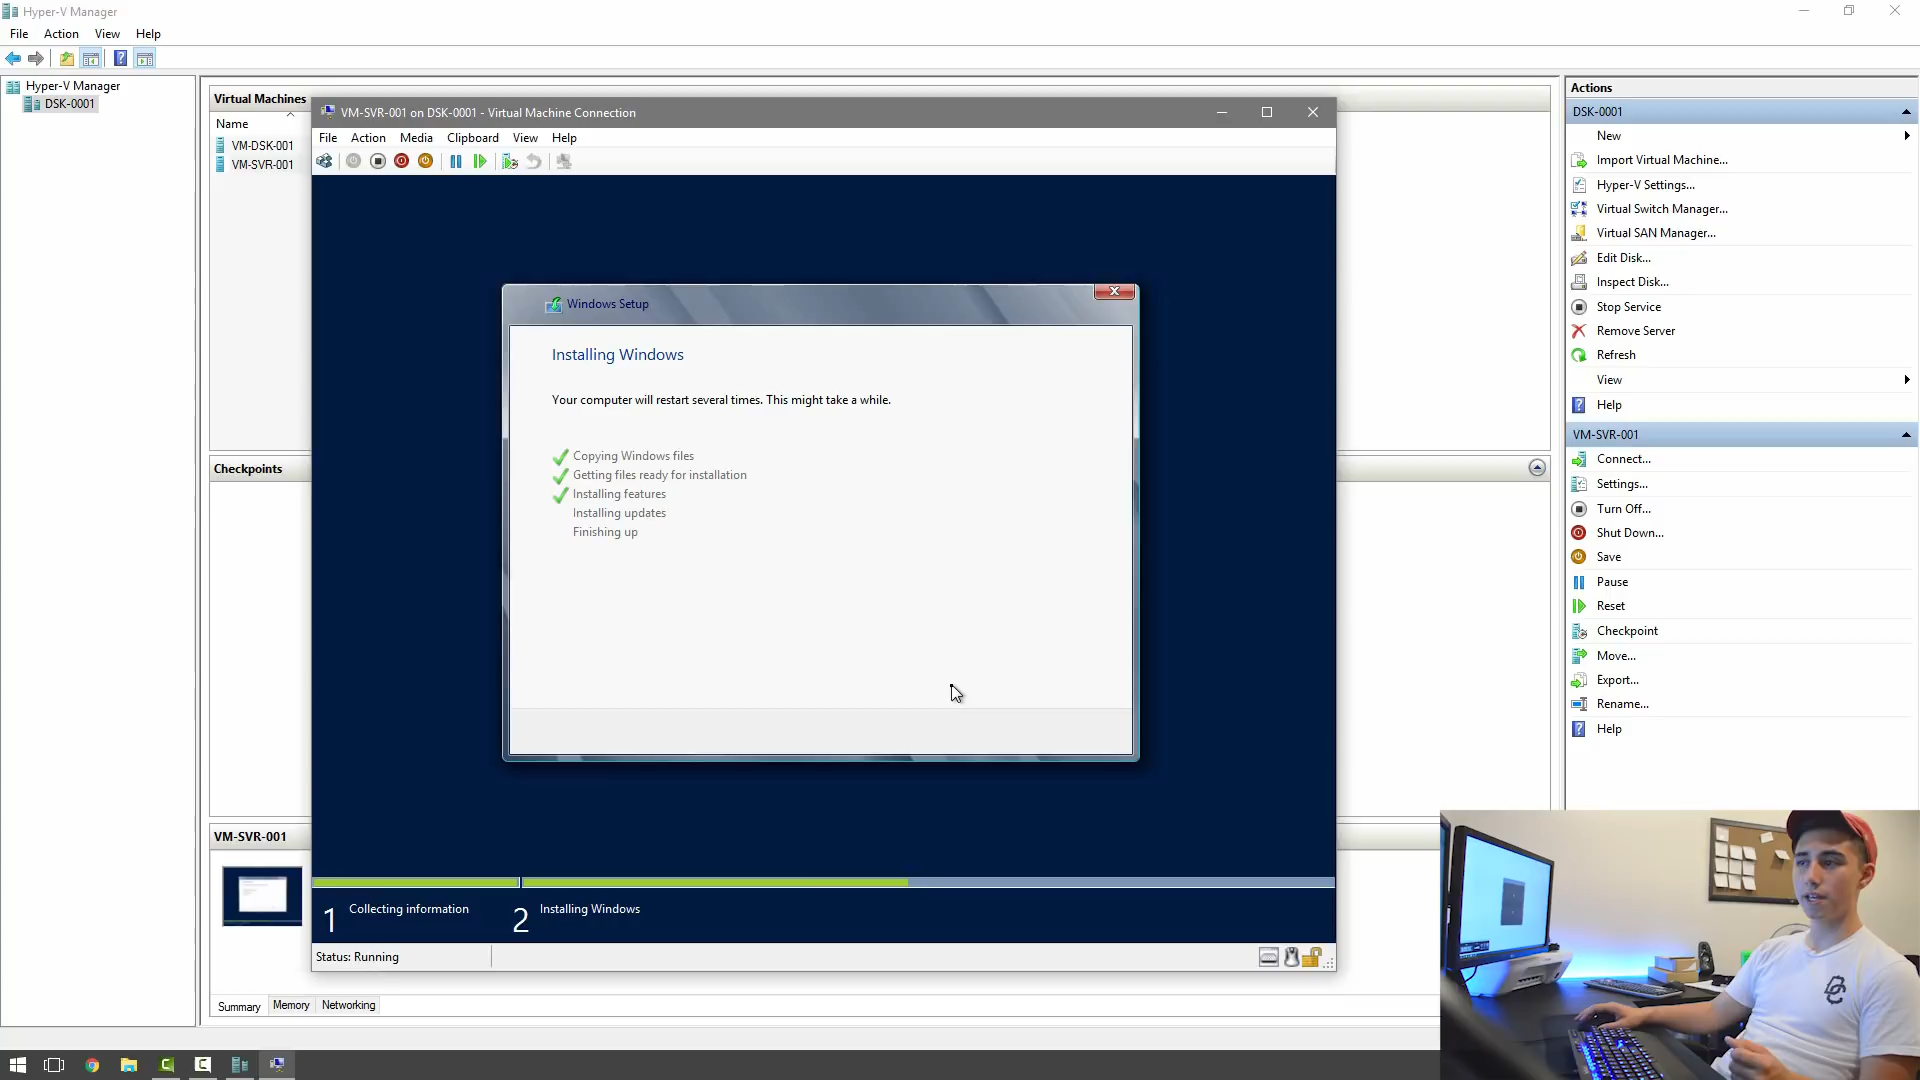 Hyper-V Manager
File Action View Help
Hyper-V Manager
DSK-0001
Virtual Machines
Name
VM-DSK-001
VM-SVR-001
Checkpoints
VM-SVR-001
Summary Memory Networking
VM-SVR-001 on DSK-0001 - Virtual Machine Connection
File Action Media Clipboard View Help
Windows Setup
Installing Windows
Your computer will restart several times. This might take a while.
Copying Windows files
Getting files ready for installation
Installing features
Installing updates
Finishing up
1 Collecting information 2 Installing Windows
Status: Running
Actions
DSK-0001
New
Import Virtual Machine...
Hyper-V Settings...
Virtual Switch Manager...
Virtual SAN Manager...
Edit Disk...
Inspect Disk...
Stop Service
Remove Server
Refresh
View
Help
VM-SVR-001
Connect...
Settings...
Turn Off...
Shut Down...
Save
Pause
Reset
Checkpoint
Move...
Export...
Rename...
Help